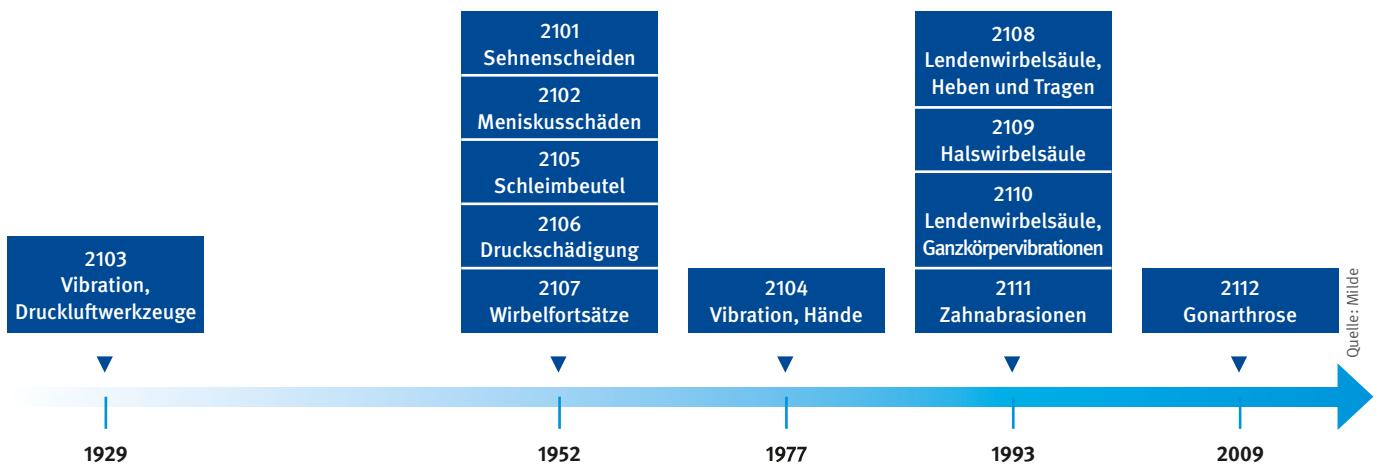 2103
Vibration,
Druckluftwerkzeuge
2101
Sehnenscheiden
2102
Meniskusschäden
2105
Schleimbeutel
2106
Druckschädigung
2107
Wirbelfortsätze
2104
Vibration, Hände
2108
Lendenwirbelsäule,
Heben und Tragen
2109
Halswirbelsäule
2110
Lendenwirbelsäule,
Ganzkörpervibrationen
2111
Zahnabrasionen
2112
Gonarthrose
Quelle: Milde
1929
1952
1977
1993
2009